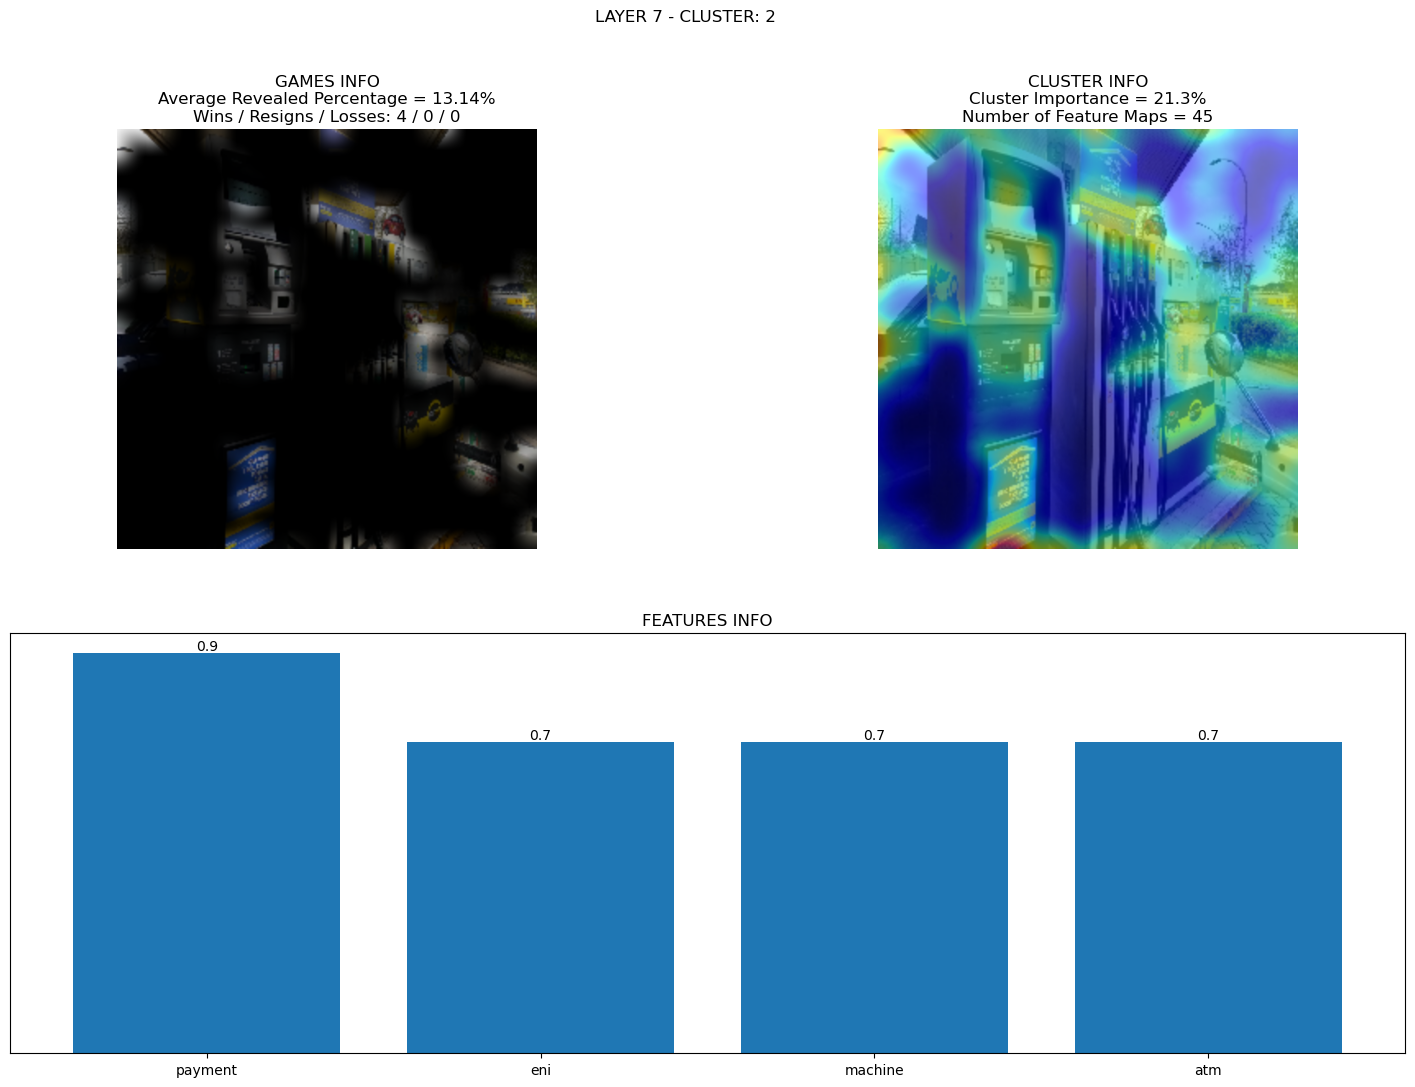 LAYER 7 - CLUSTER: 2
GAMES INFO
Average Revealed Percentage = 13.14%
Wins / Resigns / Losses: 4 / 0 / 0
CLUSTER INFO
Cluster Importance = 21.3%
Number of Feature Maps = 45
FEATURES INFO
0.9
0.7
0.7
0.7
payment
eni
machine
atm